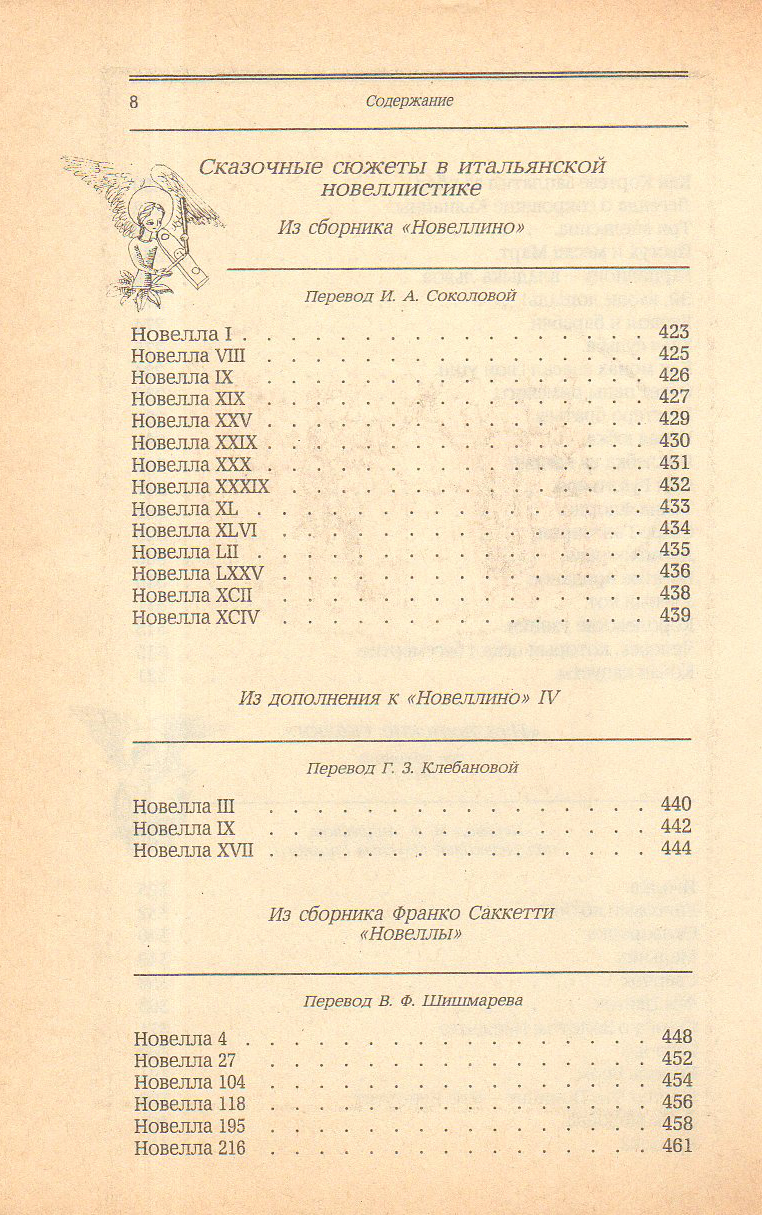 8
Содержание
Сказочные сюжеты в итальянской
новеллистике
Из сборника «Новеллино»
Перевод И. А. Соколовой
Новелла I . . . . . . . . . . . . . . . . . 423
Новелла VIII . . . . . . . . . . . . . . . . 425
Новелла IX . . . . . . . . . . . . . . . . 426
Новелла XIX . . . . . . . . . . . . . . . . 427
Новелла XXV . . . . . . . . . . . . . . . . 429
Новелла XXIX . . . . . . . . . . . . . . . . 430
Новелла XXX . . . . . . . . . . . . . . . . 431
Новелла XXXIX . . . . . . . . . . . . . . . 432
Новелла XL . . . . . . . . . . . . . . . . 433
Новелла XLVI . . . . . . . . . . . . . . . 434
Новелла LII . . . . . . . . . . . . . . . . 435
Новелла LXXV . . . . . . . . . . . . . . . 436
Новелла XCII . . . . . . . . . . . . . . . 438
Новелла XCIV . . . . . . . . . . . . . . . 439
Из дополнения к «Новеллино» IV
Перевод Г. З. Клебановой
Новелла III . . . . . . . . . . . . . . . . 440
Новелла IX . . . . . . . . . . . . . . . . 442
Новелла XVII . . . . . . . . . . . . . . . . 444
Из сборника Франко Саккетти
«Новеллы»
Перевод В. Ф. Шишмарева
Новелла 4 . . . . . . . . . . . . . . . . . 448
Новелла 27 . . . . . . . . . . . . . . . . 452
Новелла 104 . . . . . . . . . . . . . . . . 454
Новелла 118 . . . . . . . . . . . . . . . . 456
Новелла 195 . . . . . . . . . . . . . . . . 458
Новелла 216 . . . . . . . . . . . . . . . . 461